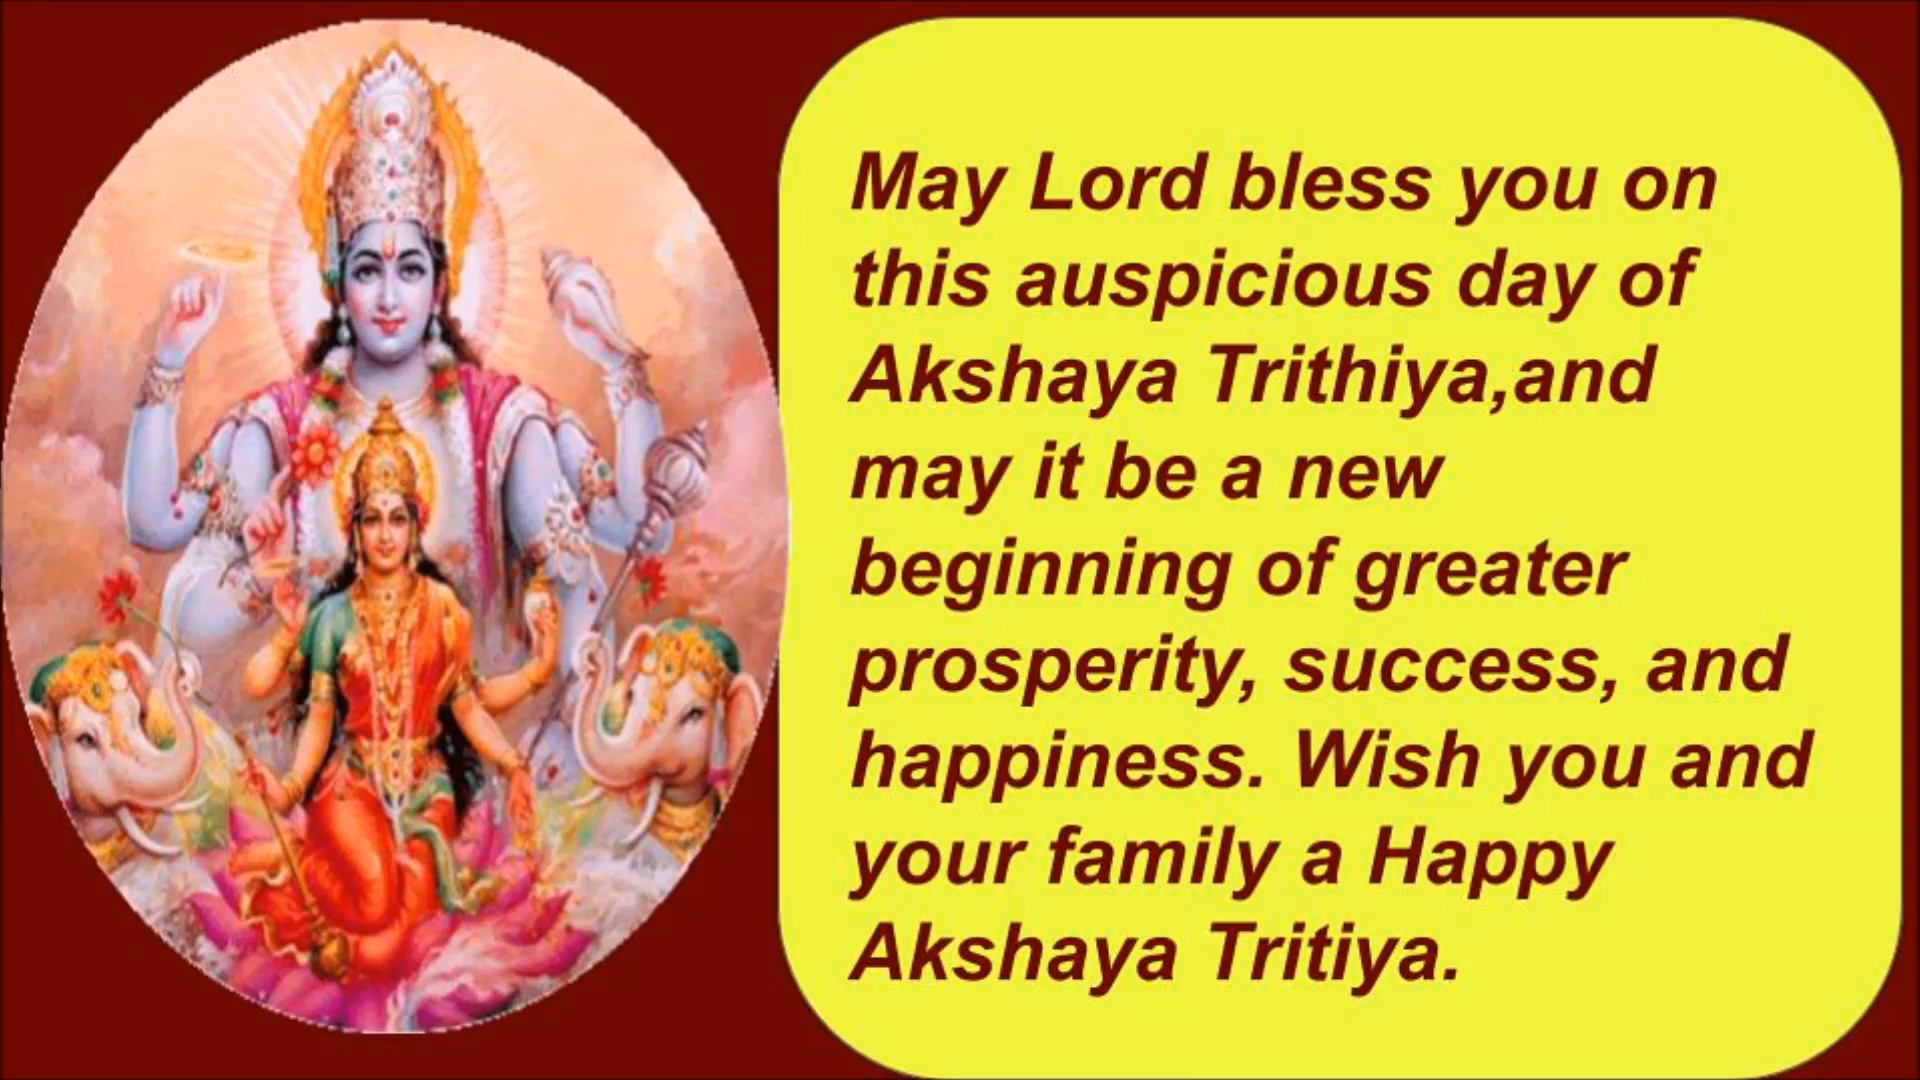 May Lord bless you on
this auspicious day of
Akshaya Trithiya,and
may it be a new
beginning of greater
prosperity, success, and
happiness. Wish you and
your family a Happy
Akshaya Tritiya.